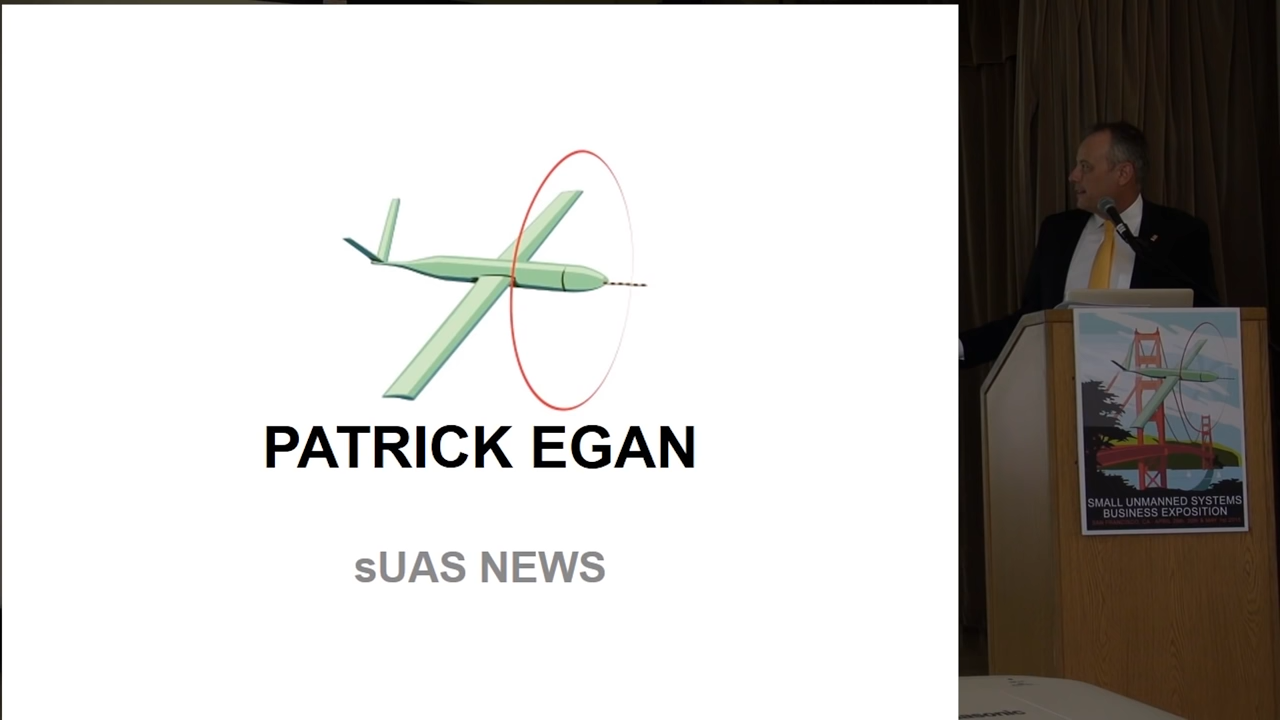 PATRICK EGAN
sUAS NEWS
SMALL UNMANNED SYSTEMS
BUSINESS EXPOSITION